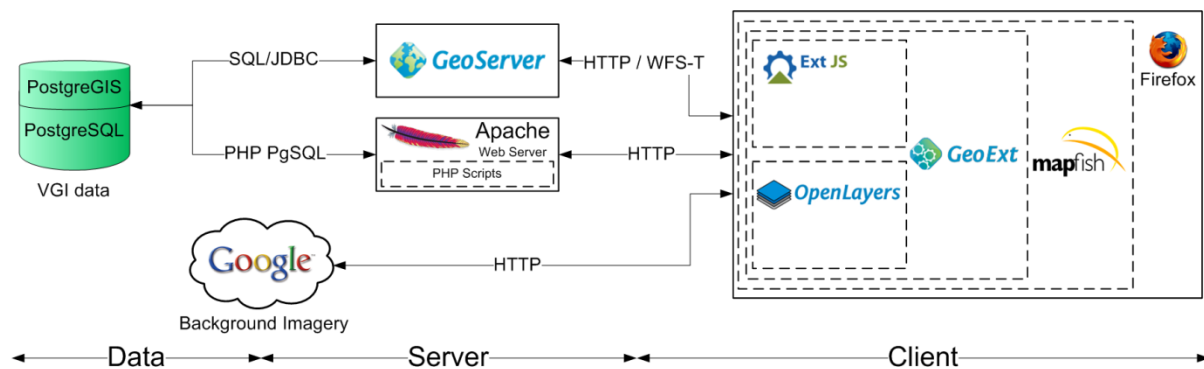 PostgreGIS
PostgreSQL
VGI data
SQL/JDBC
PHP PgSQL
GeoServer
Apache
Web Server
PHP Scripts
Google
Background Imagery
HTTP / WFS-T
HTTP
HTTP
Ext JS
OpenLayers
GeoExt
mapfish
Firefox
Data
Server
Client